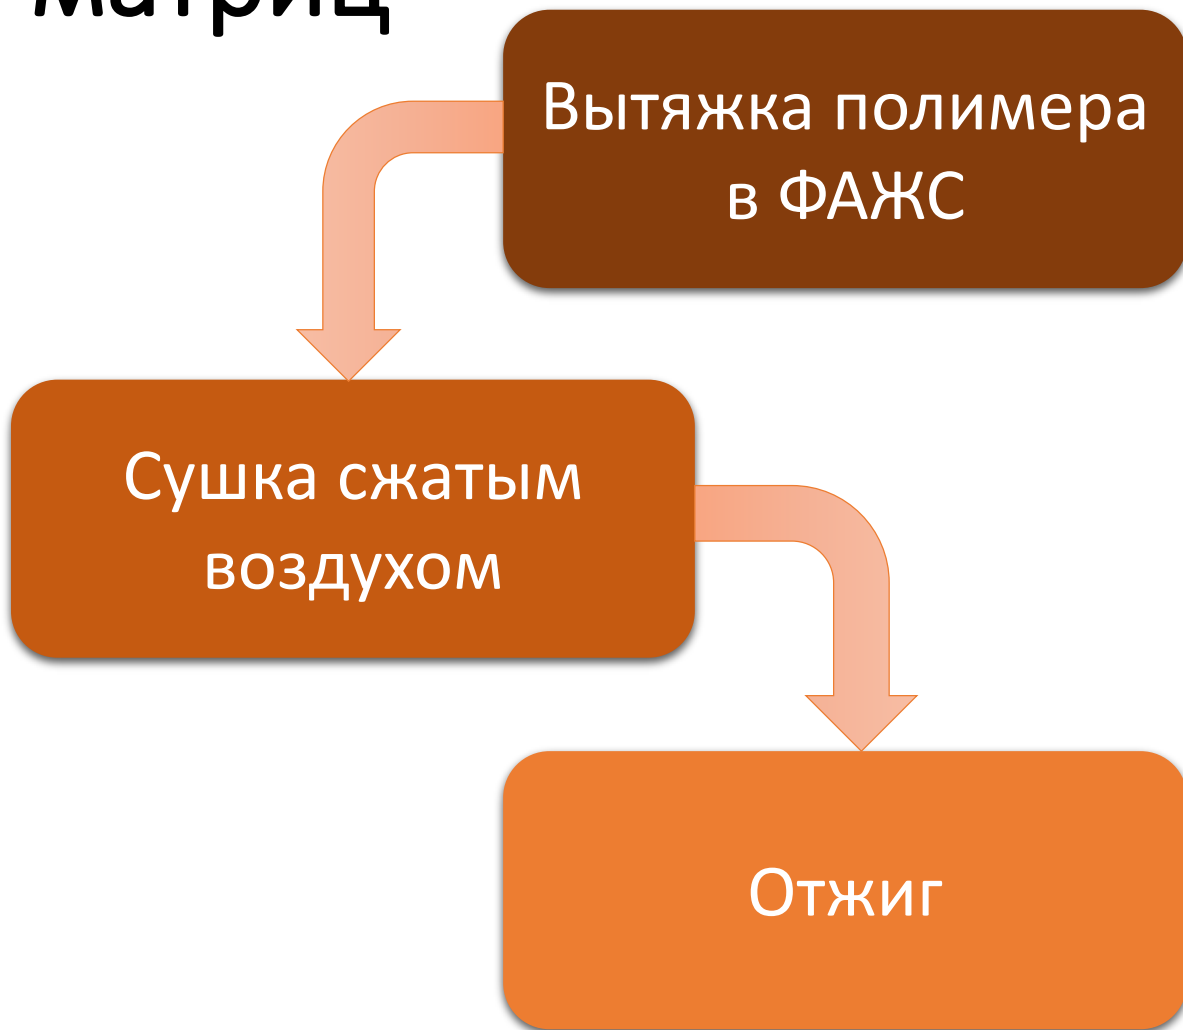 матриц
Вытяжка полимера
в ФАЖС
Сушка сжатым
воздухом
Отжиг